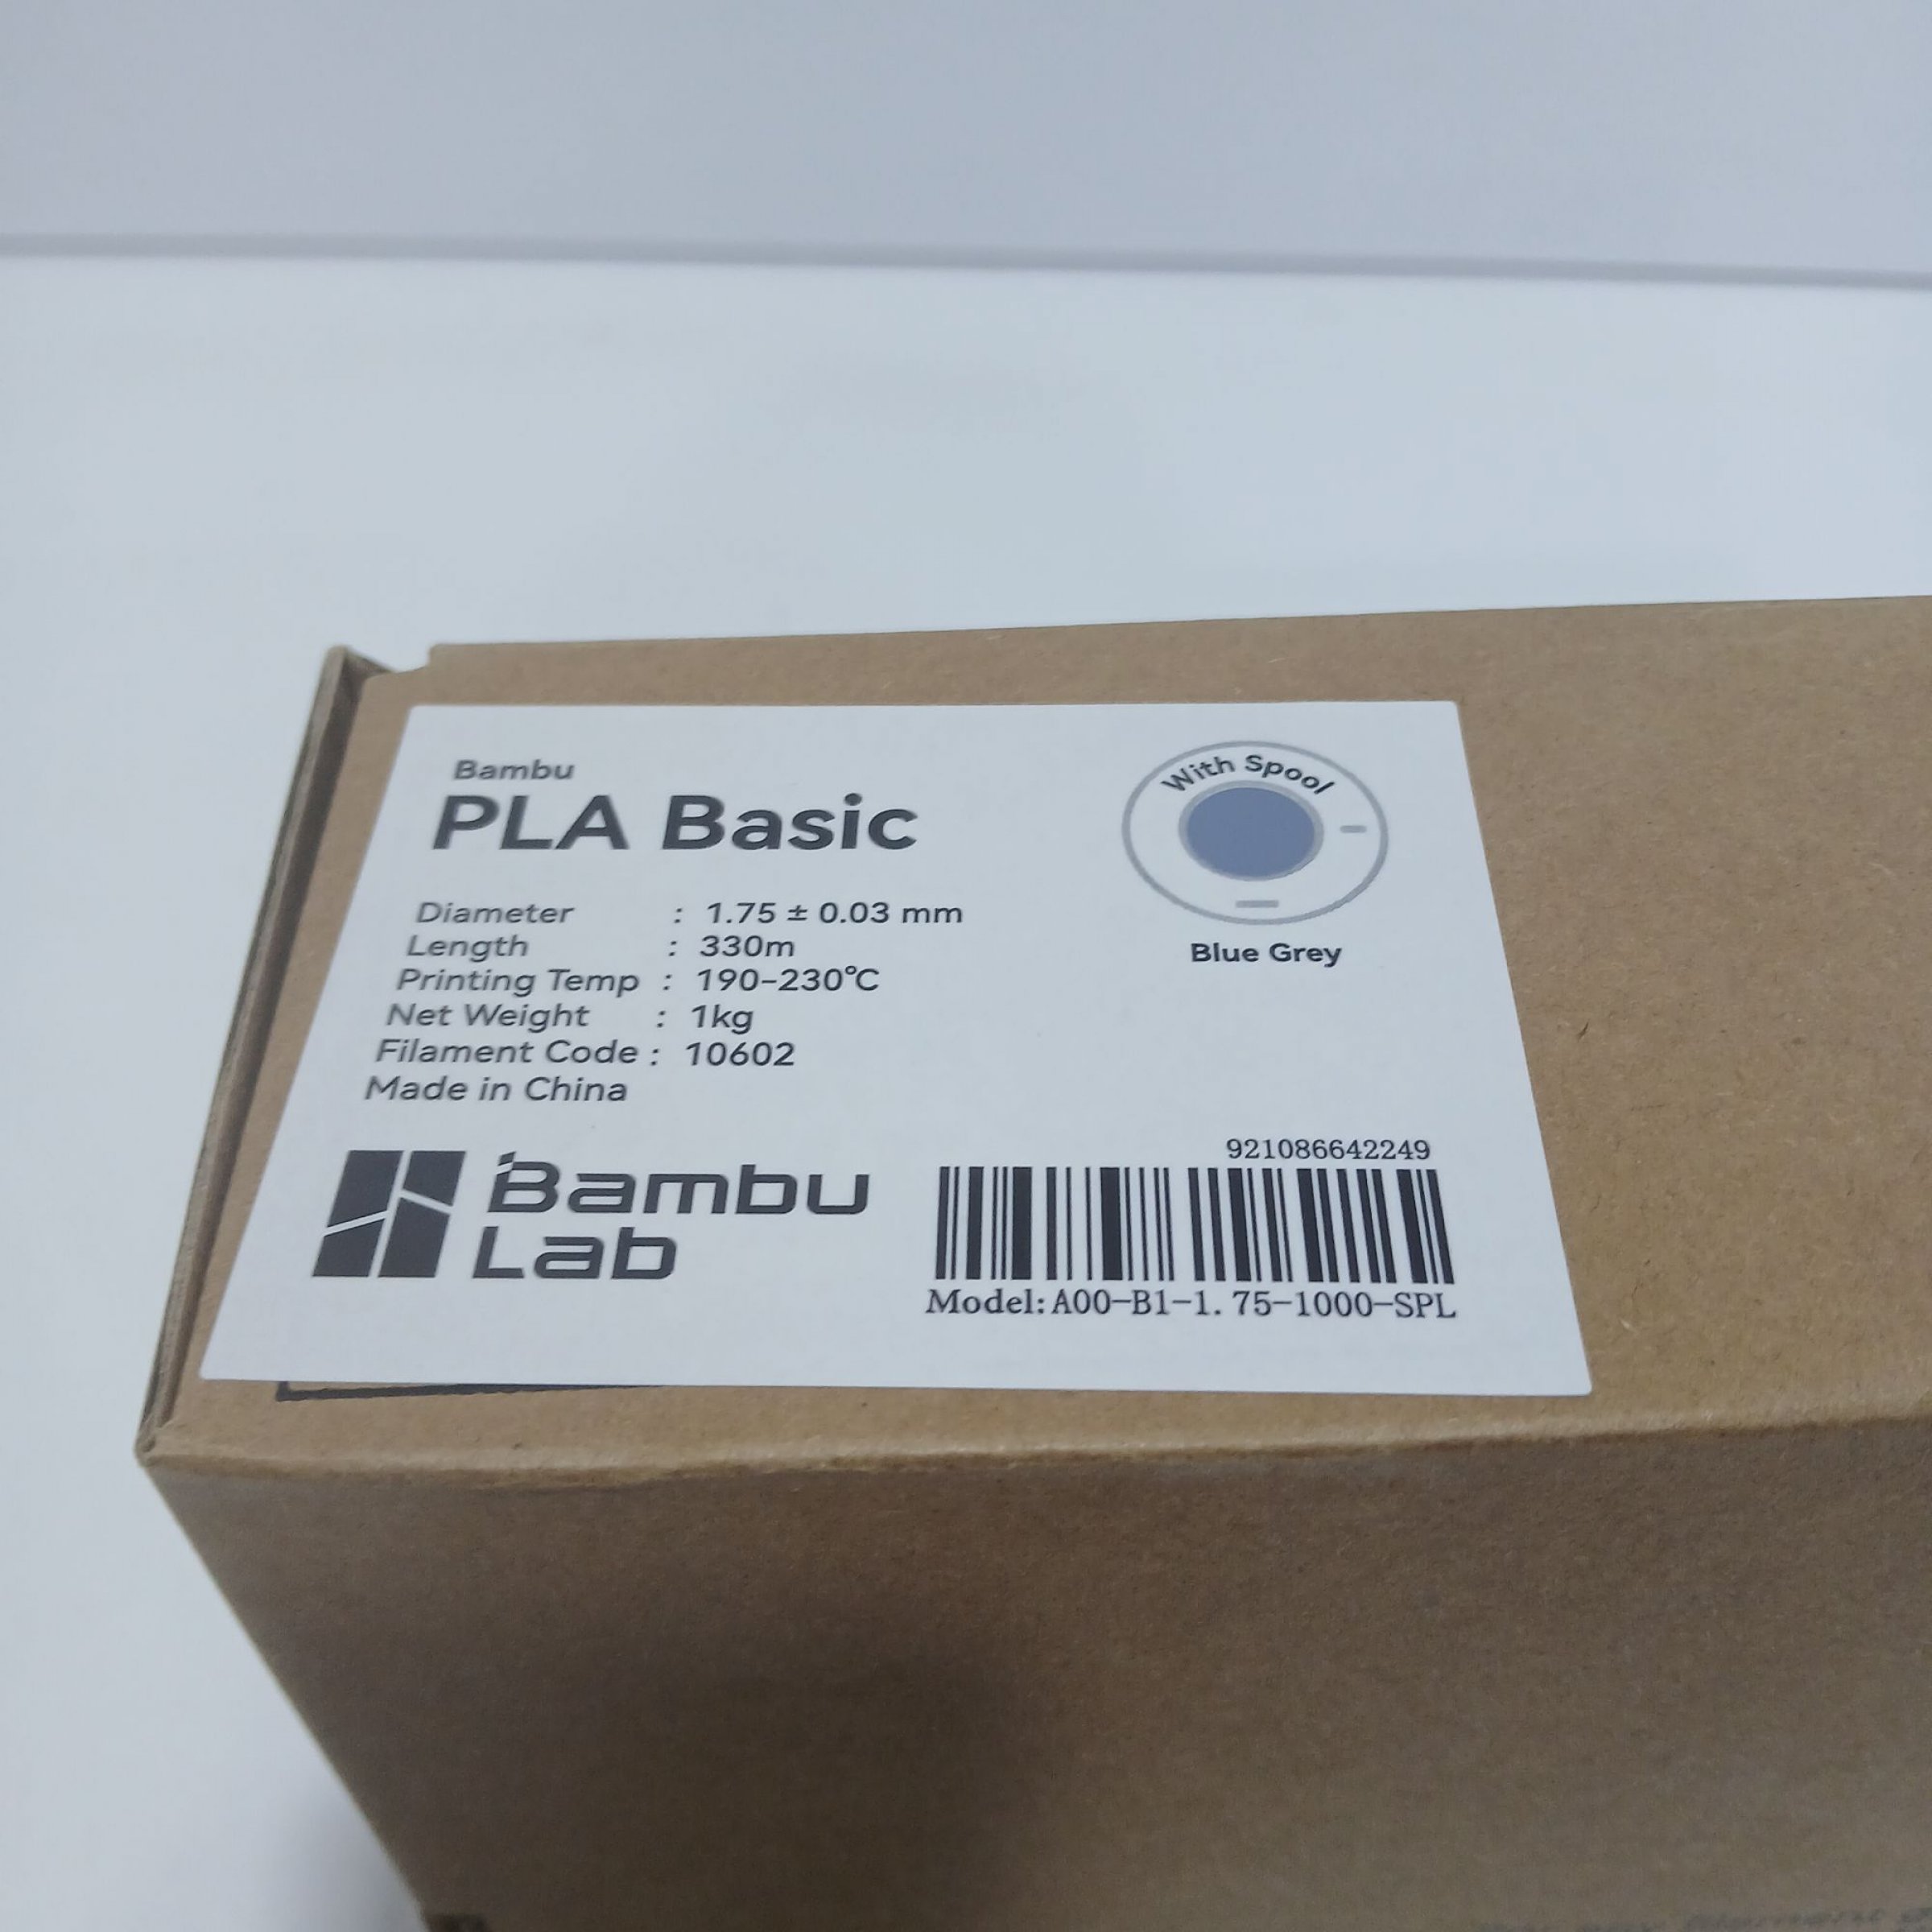 Bambu
PLA Basic
With Spool
Blue Grey
Diameter : 1.75 ± 0.03 mm
Length : 330m
Printing Temp : 190-230℃
Net Weight : 1kg
Filament Code : 10602
Made in China
Bambu
Lab
921086642249
Model:A00-B1-1.75-1000-SPL